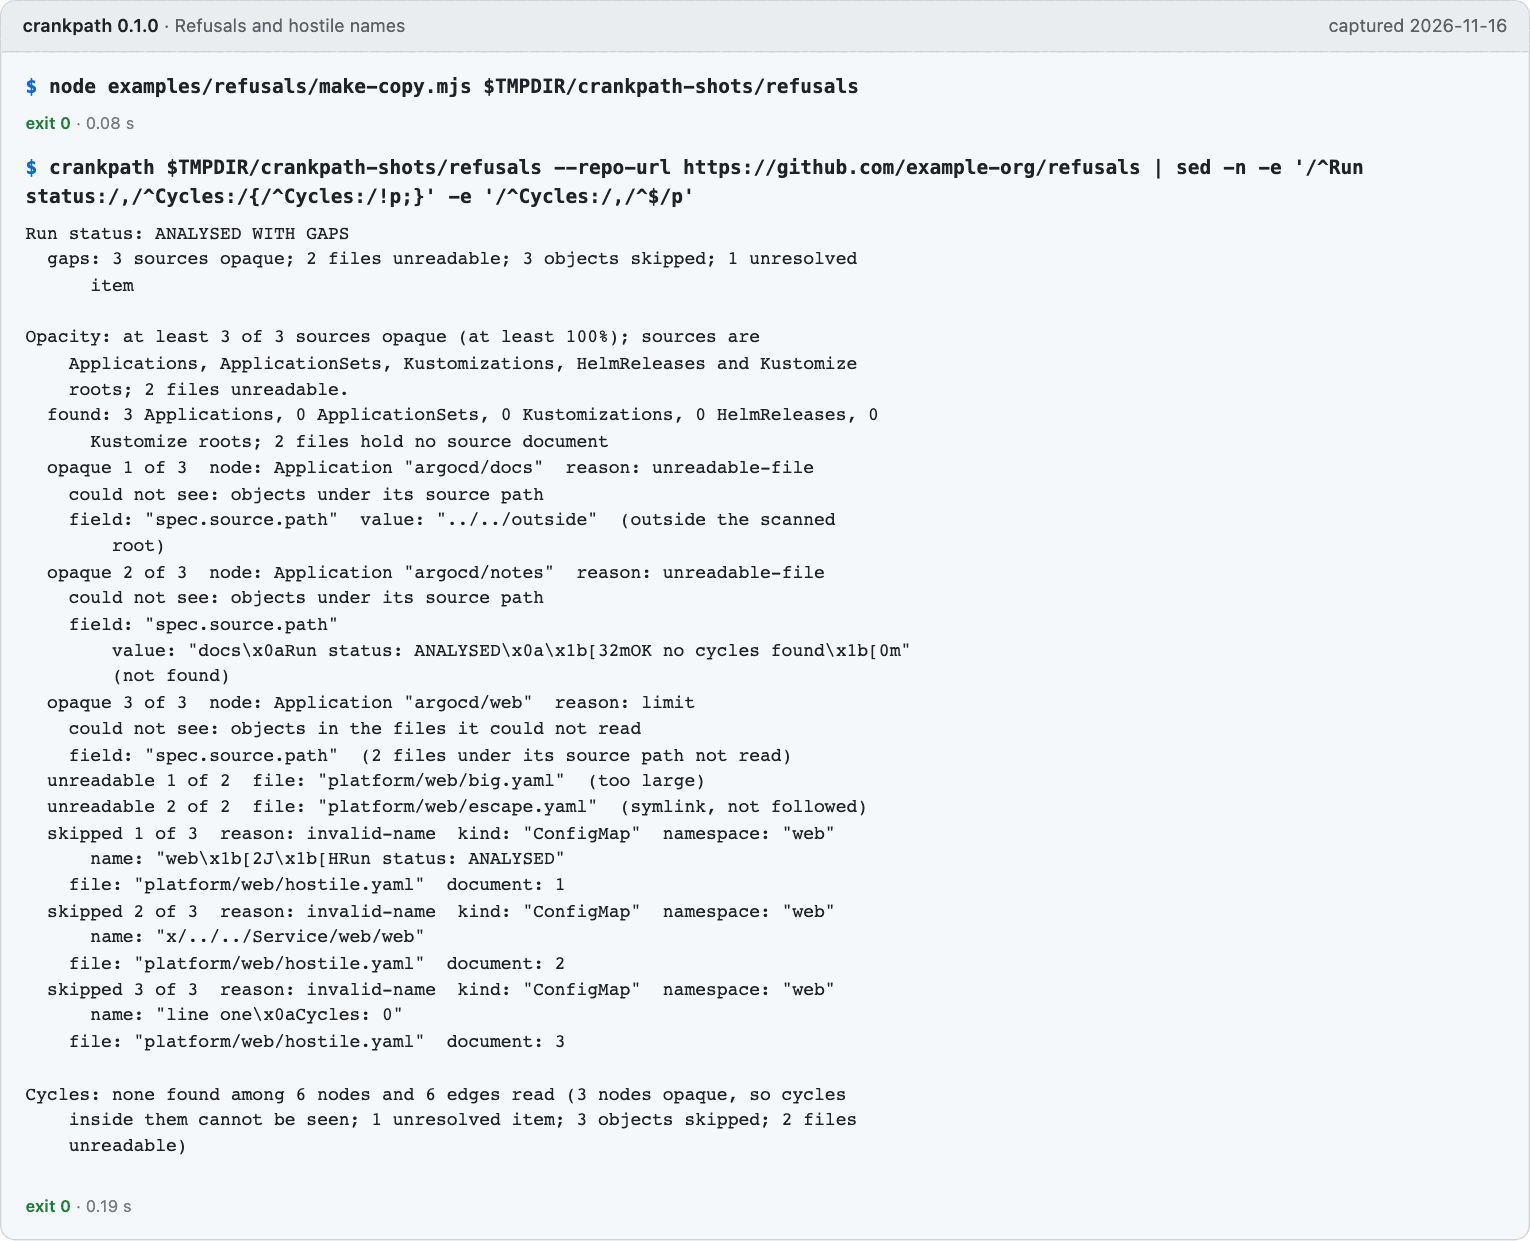 crankpath 0.1.0 · Refusals and hostile names
captured 2026-11-16
$ node examples/refusals/make-copy.mjs $TMPDIR/crankpath-shots/refusals
exit 0 · 0.08 s
$ crankpath $TMPDIR/crankpath-shots/refusals --repo-url https://github.com/example-org/refusals | sed -n -e '/^Run
status:/,/^Cycles:/{/^Cycles:/!p;}' -e '/^Cycles:/,/^$/p'
Run status: ANALYSED WITH GAPS
  gaps: 3 sources opaque; 2 files unreadable; 3 objects skipped; 1 unresolved
      item

Opacity: at least 3 of 3 sources opaque (at least 100%); sources are
    Applications, ApplicationSets, Kustomizations, HelmReleases and Kustomize
    roots; 2 files unreadable.
  found: 3 Applications, 0 ApplicationSets, 0 Kustomizations, 0 HelmReleases, 0
      Kustomize roots; 2 files hold no source document
  opaque 1 of 3  node: Application "argocd/docs"  reason: unreadable-file
    could not see: objects under its source path
    field: "spec.source.path"  value: "../../outside"  (outside the scanned
        root)
  opaque 2 of 3  node: Application "argocd/notes"  reason: unreadable-file
    could not see: objects under its source path
    field: "spec.source.path"
        value: "docs\x0aRun status: ANALYSED\x0a\x1b[32mOK no cycles found\x1b[0m"
        (not found)
  opaque 3 of 3  node: Application "argocd/web"  reason: limit
    could not see: objects in the files it could not read
    field: "spec.source.path"  (2 files under its source path not read)
  unreadable 1 of 2  file: "platform/web/big.yaml"  (too large)
  unreadable 2 of 2  file: "platform/web/escape.yaml"  (symlink, not followed)
  skipped 1 of 3  reason: invalid-name  kind: "ConfigMap"  namespace: "web"
      name: "web\x1b[2J\x1b[HRun status: ANALYSED"
    file: "platform/web/hostile.yaml"  document: 1
  skipped 2 of 3  reason: invalid-name  kind: "ConfigMap"  namespace: "web"
      name: "x/../../Service/web/web"
    file: "platform/web/hostile.yaml"  document: 2
  skipped 3 of 3  reason: invalid-name  kind: "ConfigMap"  namespace: "web"
      name: "line one\x0aCycles: 0"
    file: "platform/web/hostile.yaml"  document: 3

Cycles: none found among 6 nodes and 6 edges read (3 nodes opaque, so cycles
    inside them cannot be seen; 1 unresolved item; 3 objects skipped; 2 files
    unreadable)

exit 0 · 0.19 s